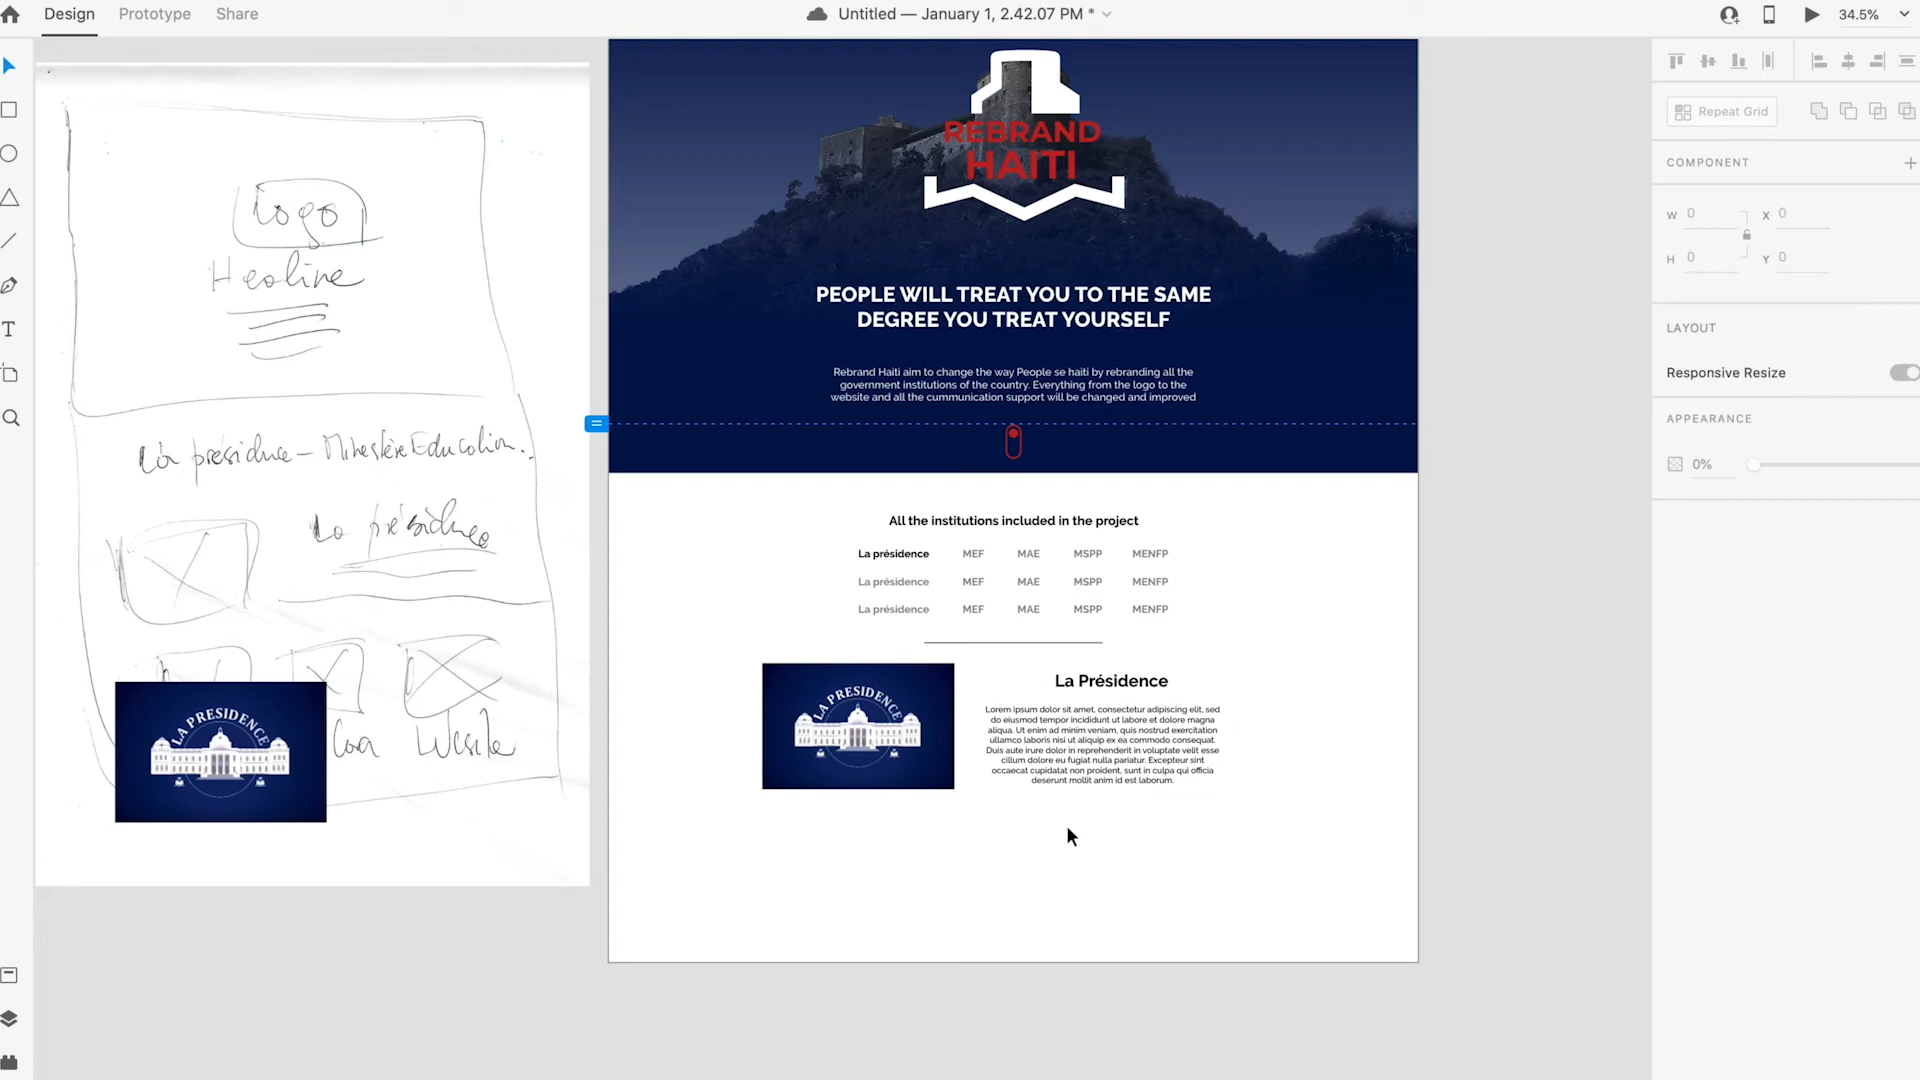 Design Prototype Share
Untitled — January 1, 2.42.07 PM *
34.5%
Logo
Healine
La présidence – Ministère Education.
La présidence
LA PRESIDENCE
REBRAND
HAITI
PEOPLE WILL TREAT YOU TO THE SAME
DEGREE YOU TREAT YOURSELF
Rebrand Haiti aim to change the way People se haiti by rebranding all the
government institutions of the country. Everything from the logo to the
website and all the cummunication support will be changed and improved
All the institutions included in the project
La présidence MEF MAE MSPP MENFP
La présidence MEF MAE MSPP MENFP
La présidence MEF MAE MSPP MENFP
LA PRESIDENCE
La Présidence
Lorem ipsum dolor sit amet, consectetur adipiscing elit, sed
do eiusmod tempor incididunt ut labore et dolore magna
aliqua. Ut enim ad minim veniam, quis nostrud exercitation
ullamco laboris nisi ut aliquip ex ea commodo consequat.
Duis aute irure dolor in reprehenderit in voluptate velit esse
cillum dolore eu fugiat nulla pariatur. Excepteur sint
occaecat cupidatat non proident, sunt in culpa qui officia
deserunt mollit anim id est laborum.
T
Repeat Grid
COMPONENT
W 0 X 0
H 0 Y 0
LAYOUT
Responsive Resize
APPEARANCE
0%